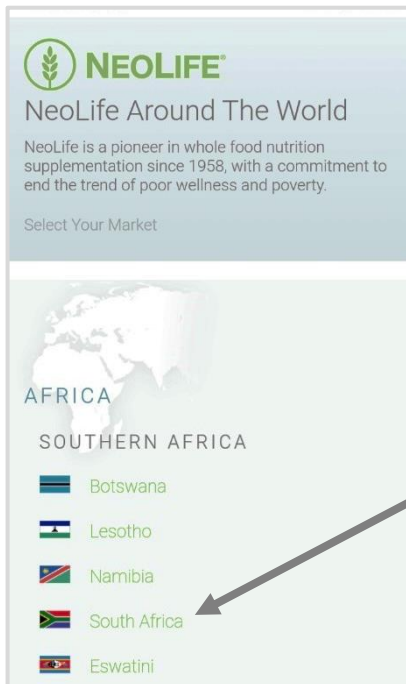 NEOLIFE®
NeoLife Around The World
NeoLife is a pioneer in whole food nutrition
supplementation since 1958, with a commitment to
end the trend of poor wellness and poverty.
Select Your Market
AFRICA
SOUTHERN AFRICA
Botswana
Lesotho
Namibia
South Africa
Eswatini